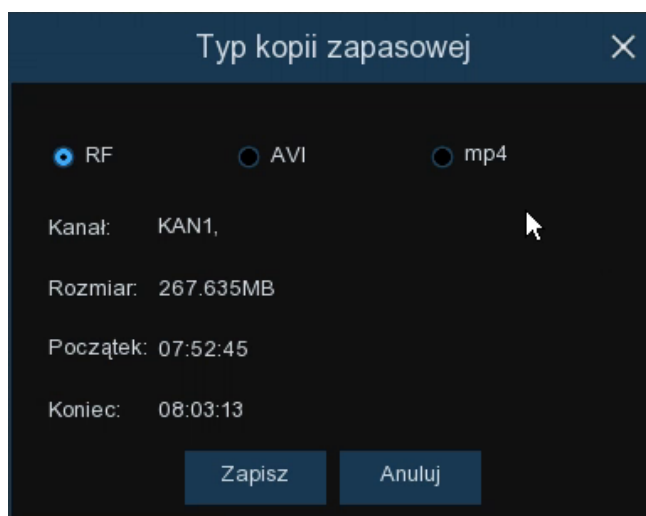 Typ kopii zapasowej
RF AVI mp4
Kanał: KAN1,
Rozmiar: 267.635MB
Początek: 07:52:45
Koniec: 08:03:13
Zapisz Anuluj